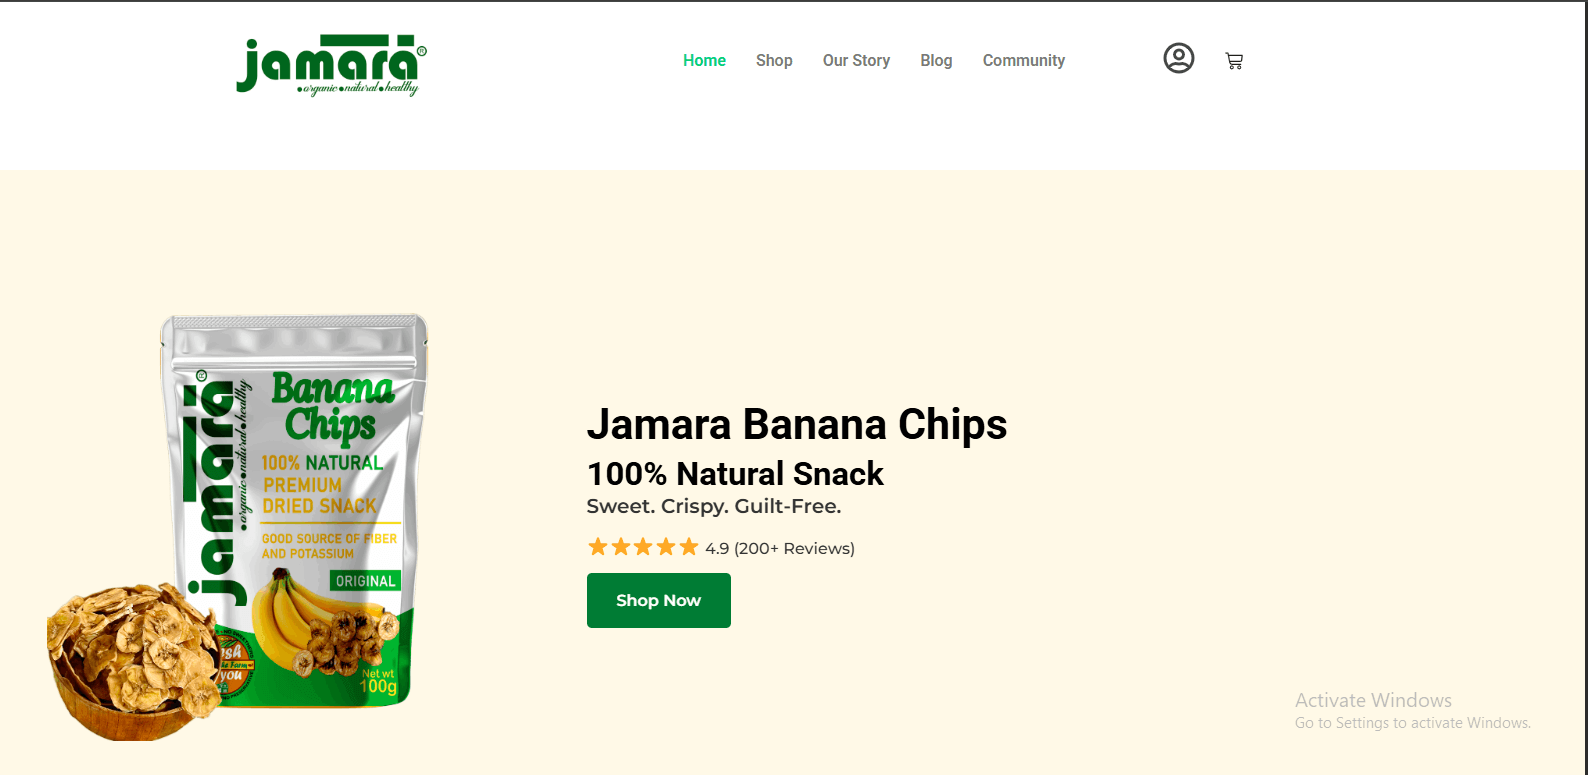 jamara®
•organic•natural•healthy
Home
Shop
Our Story
Blog
Community
jamara
•organic•natural•healthy
Banana
Chips
100% NATURAL
PREMIUM
DRIED SNACK
GOOD SOURCE OF FIBER
AND POTASSIUM
ORIGINAL
you
Net wt
100g
Jamara Banana Chips
100% Natural Snack
Sweet. Crispy. Guilt-Free.
4.9 (200+ Reviews)
Shop Now
Activate Windows
Go to Settings to activate Windows.